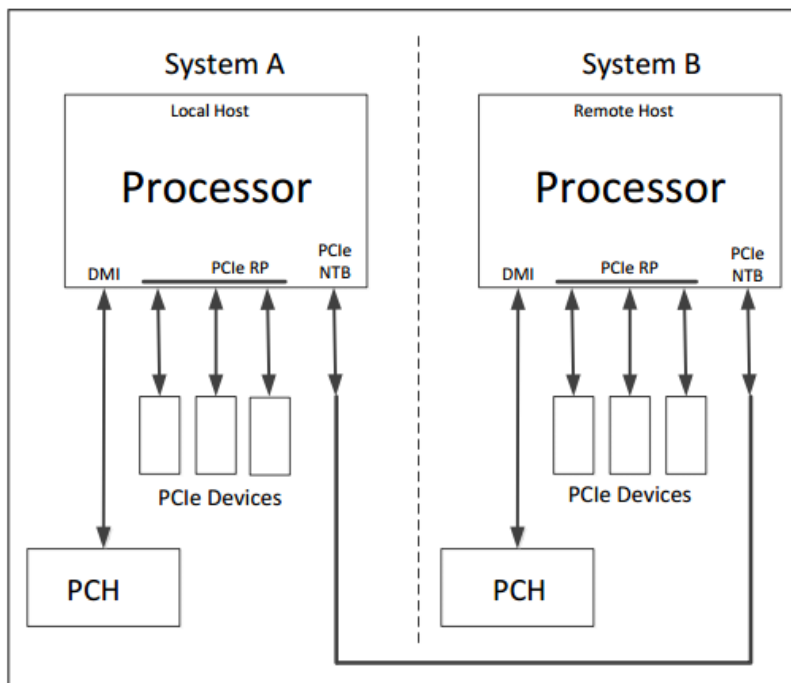 System A
Local Host
Processor
DMI
PCIe RP
PCIe
NTB
PCIe Devices
PCH
System B
Remote Host
Processor
DMI
PCIe RP
PCIe
NTB
PCIe Devices
PCH